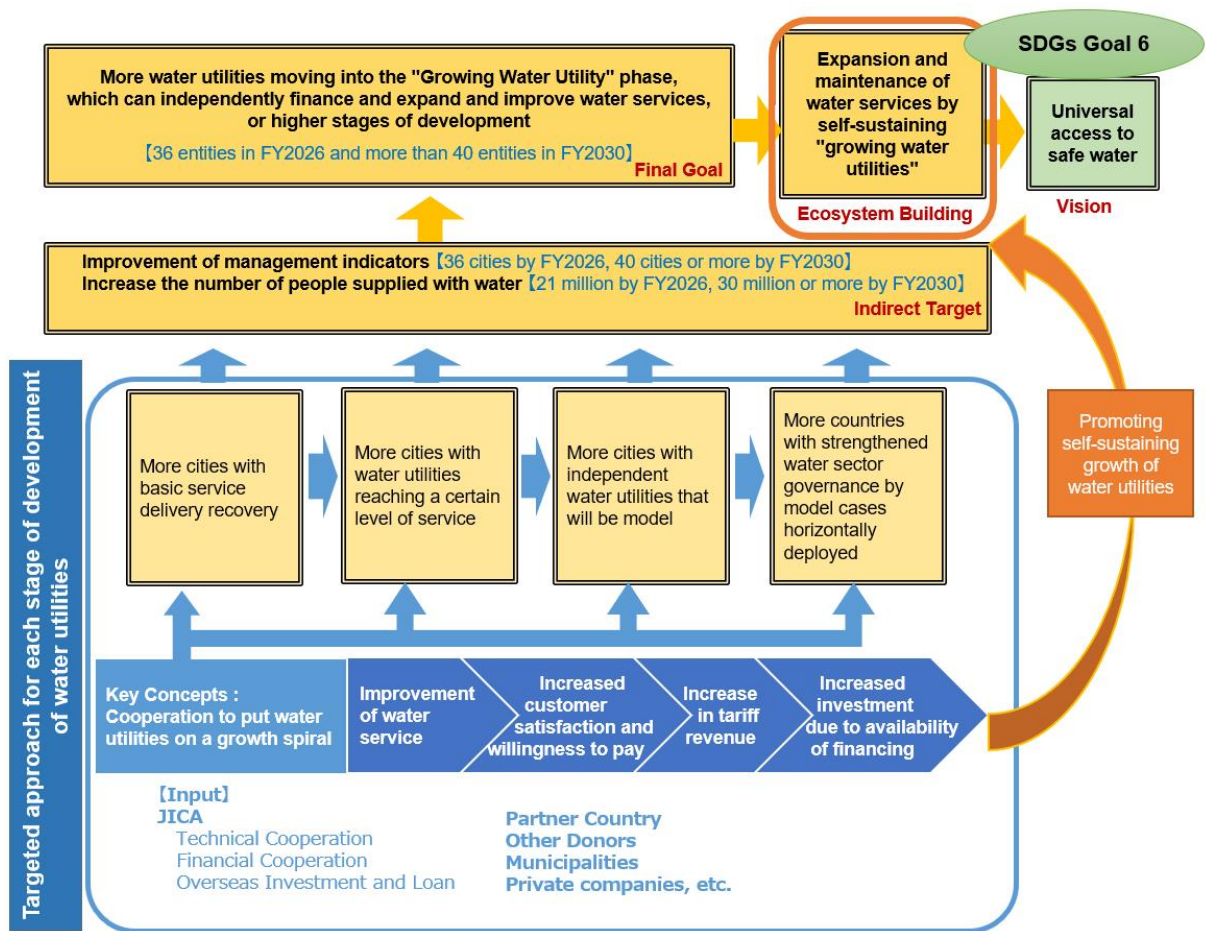 SDGs Goal 6
More water utilities moving into the "Growing Water Utility" phase,
which can independently finance and expand and improve water services,
or higher stages of development
【36 entities in FY2026 and more than 40 entities in FY2030】
Final Goal
Expansion and
maintenance of
water services by
self-sustaining
"growing water
utilities"
Ecosystem Building
Universal
access to
safe water
Vision
Improvement of management indicators【36 cities by FY2026, 40 cities or more by FY2030】
Increase the number of people supplied with water【21 million by FY2026, 30 million or more by FY2030】
Indirect Target
Targeted approach for each stage of development
of water utilities
More cities with
basic service
delivery recovery
More cities with
water utilities
reaching a certain
level of service
More cities with
independent
water utilities that
will be model
More countries
with strengthened
water sector
governance by
model cases
horizontally
deployed
Promoting
self-sustaining
growth of
water utilities
Key Concepts :
Cooperation to put water
utilities on a growth spiral
Improvement
of water
service
Increased
customer
satisfaction and
willingness to pay
Increase
in tariff
revenue
Increased
investment
due to availability
of financing
【Input】
JICA
Technical Cooperation
Financial Cooperation
Overseas Investment and Loan
Partner Country
Other Donors
Municipalities
Private companies, etc.